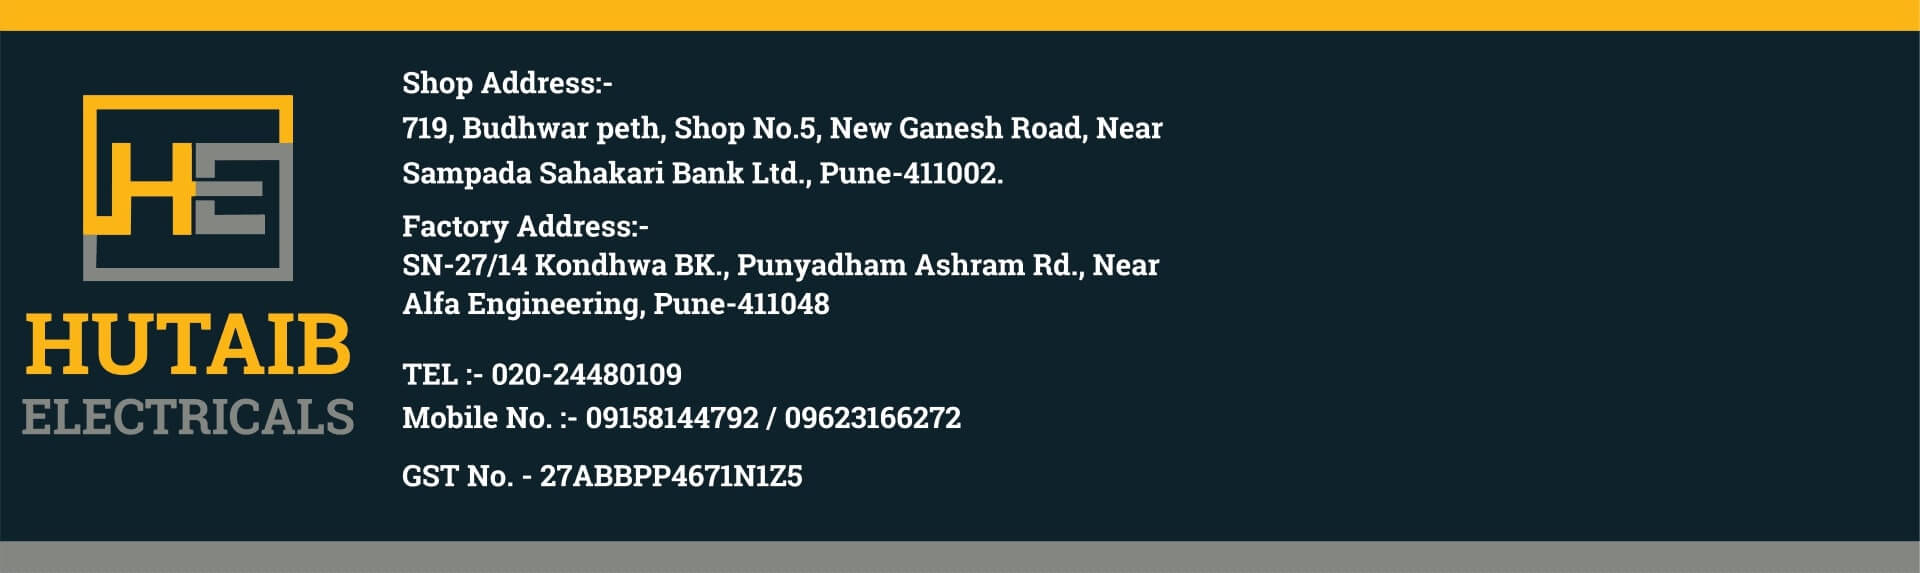 HE
HUTAIB
ELECTRICALS
Shop Address:-
719, Budhwar peth, Shop No.5, New Ganesh Road, Near
Sampada Sahakari Bank Ltd., Pune-411002.
Factory Address:-
SN-27/14 Kondhwa BK., Punyadham Ashram Rd., Near
Alfa Engineering, Pune-411048
TEL :- 020-24480109
Mobile No. :- 09158144792 / 09623166272
GST No. - 27ABBPP4671N1Z5